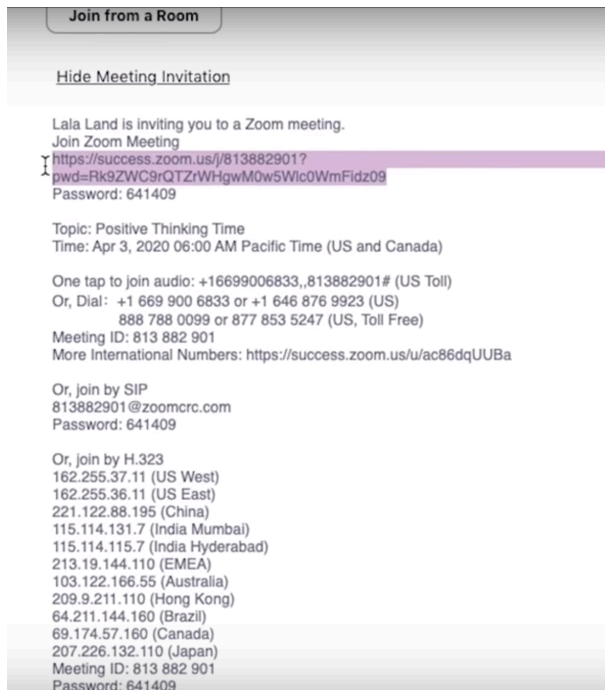 Join from a Room
Hide Meeting Invitation
Lala Land is inviting you to a Zoom meeting.
Join Zoom Meeting
https://success.zoom.us/j/813882901?
pwd=Rk9ZWC9rQTZrWHgwM0w5Wlc0WmFidz09
Password: 641409
Topic: Positive Thinking Time
Time: Apr 3, 2020 06:00 AM Pacific Time (US and Canada)
One tap to join audio: +16699006833,,813882901# (US Toll)
Or, Dial: +1 669 900 6833 or +1 646 876 9923 (US)
888 788 0099 or 877 853 5247 (US, Toll Free)
Meeting ID: 813 882 901
More International Numbers: https://success.zoom.us/u/ac86dqUUBa
Or, join by SIP
813882901@zoomcrc.com
Password: 641409
Or, join by H.323
162.255.37.11 (US West)
162.255.36.11 (US East)
221.122.88.195 (China)
115.114.131.7 (India Mumbai)
115.114.115.7 (India Hyderabad)
213.19.144.110 (EMEA)
103.122.166.55 (Australia)
209.9.211.110 (Hong Kong)
64.211.144.160 (Brazil)
69.174.57.160 (Canada)
207.226.132.110 (Japan)
Meeting ID: 813 882 901
Password: 641409